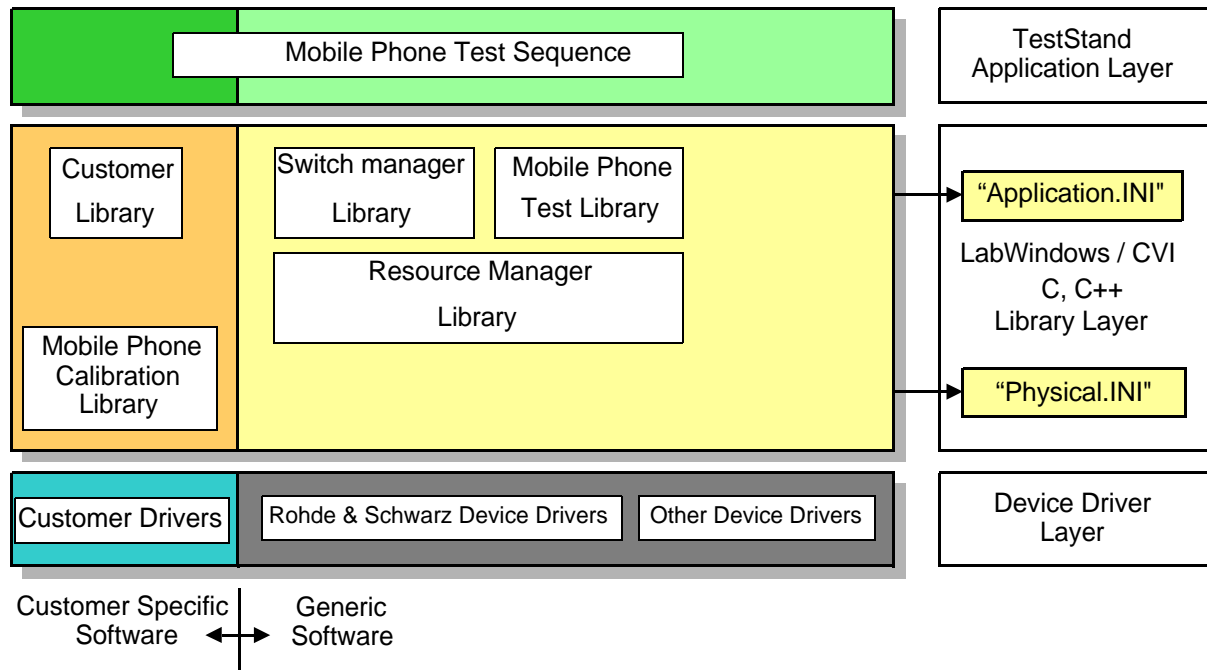 Mobile Phone Test Sequence
TestStand
Application Layer
Customer
Library
Switch manager
Library
Mobile Phone
Test Library
Resource Manager
Library
Mobile Phone
Calibration
Library
“Application.INI"
LabWindows / CVI
C, C++
Library Layer
“Physical.INI"
Customer Drivers
Rohde & Schwarz Device Drivers
Other Device Drivers
Device Driver
Layer
Customer Specific
Software
Generic
Software